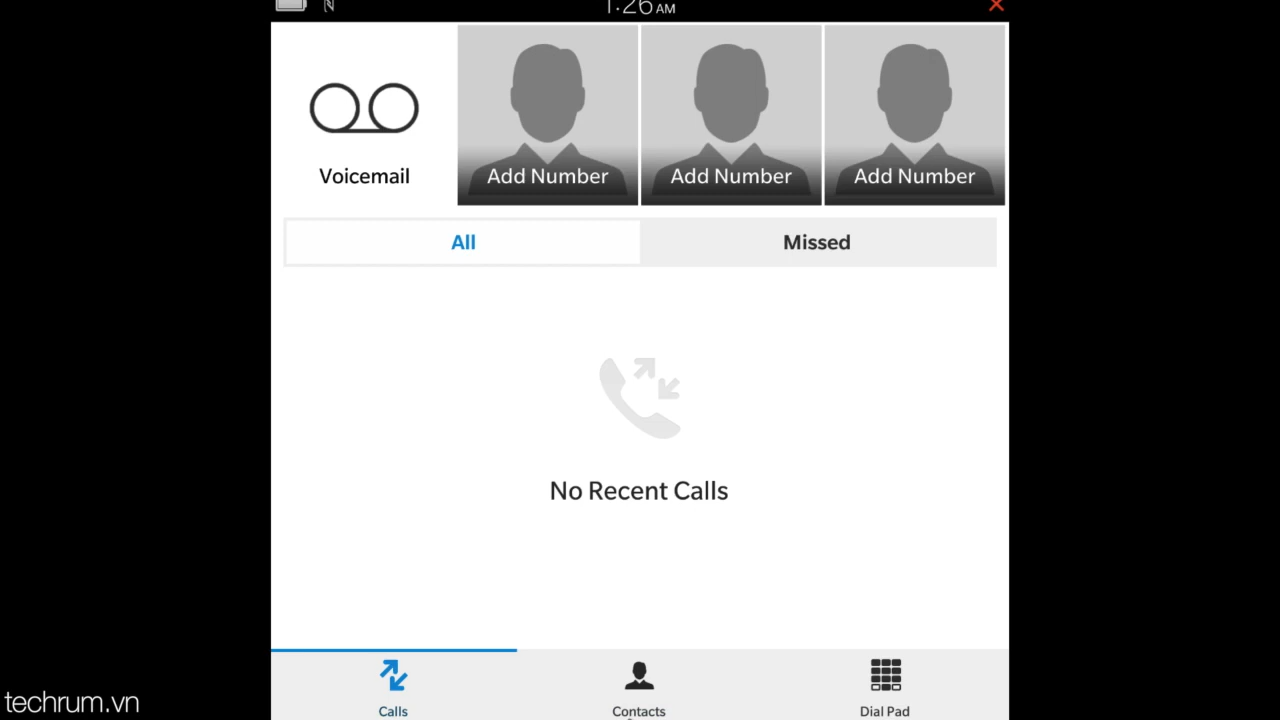 1:26 AM
Voicemail
Add Number
Add Number
Add Number
All
Missed
No Recent Calls
Calls
Contacts
Dial Pad
techrum.vn